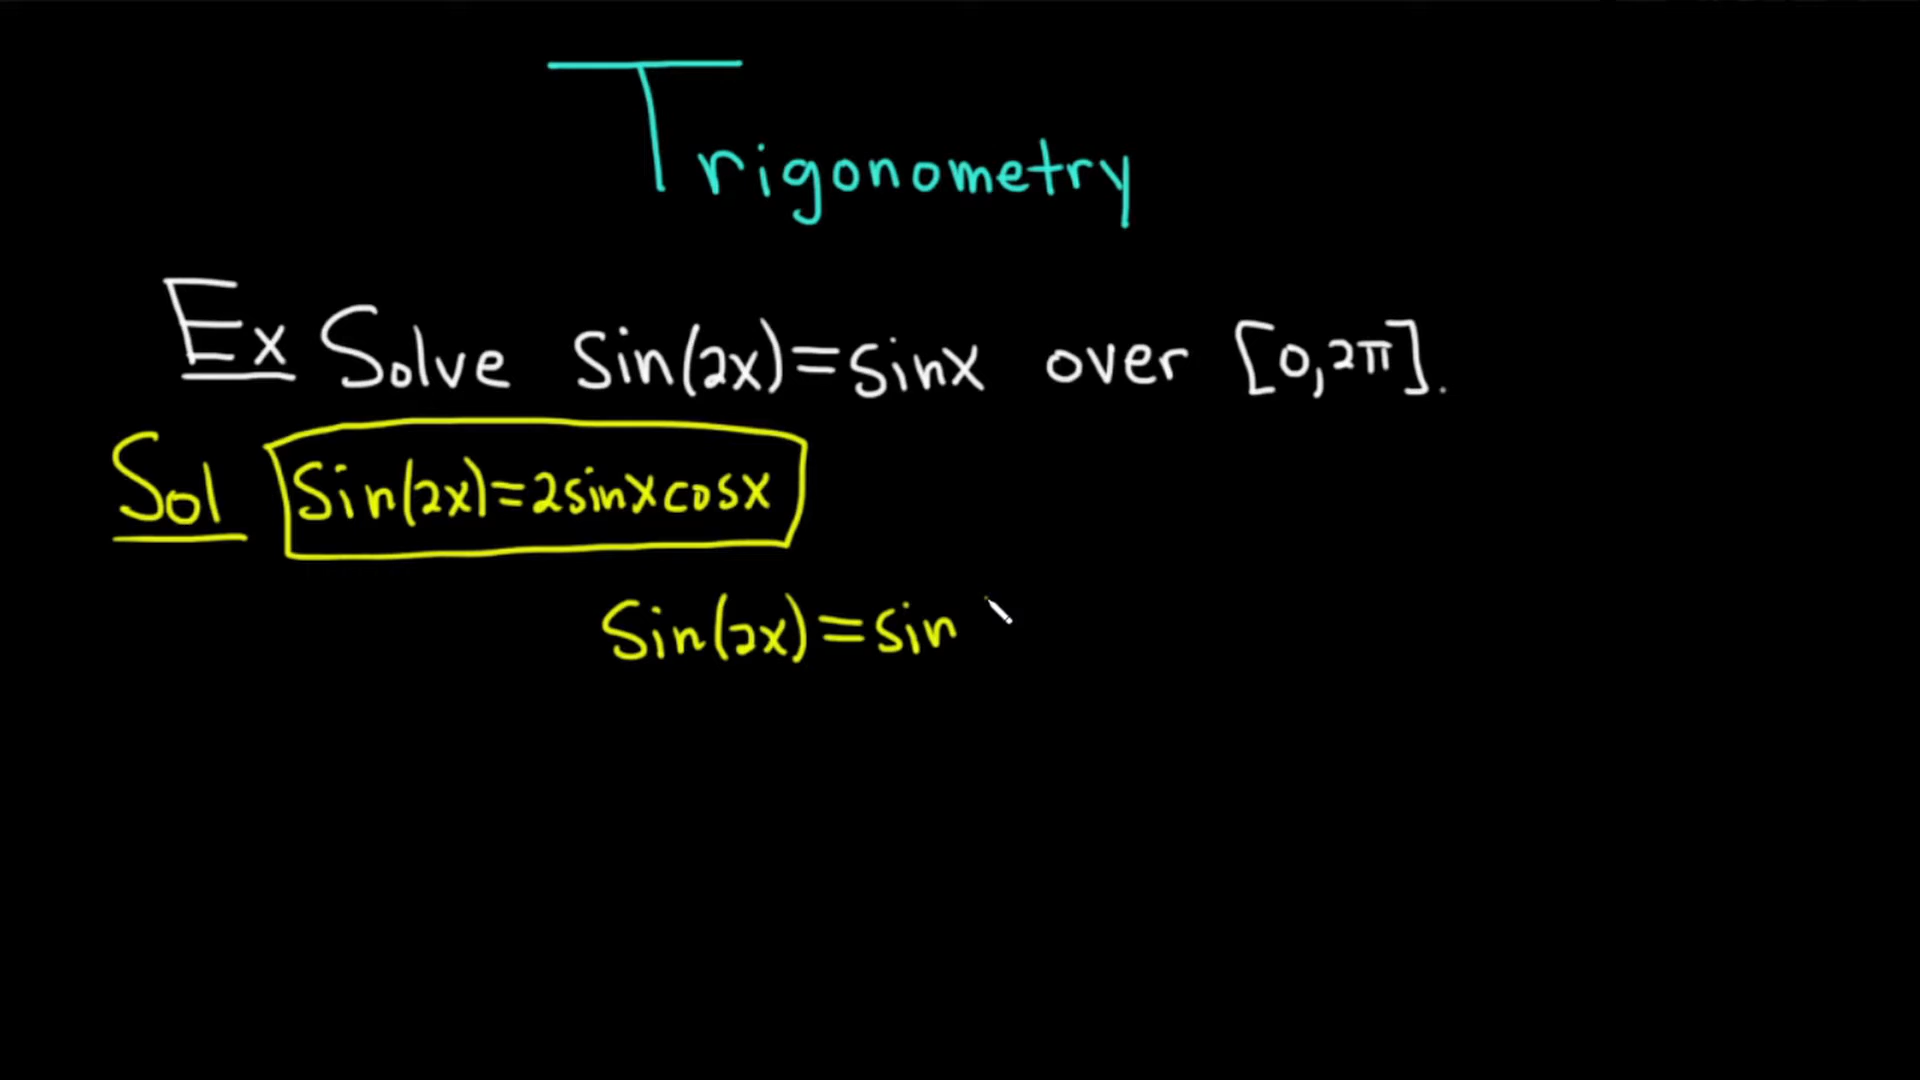 Trigonometry
Ex Solve sin(2x)=sinx over [0,2π].
Sol Sin(2x)=2sinxcosx
Sin(2x)=sin